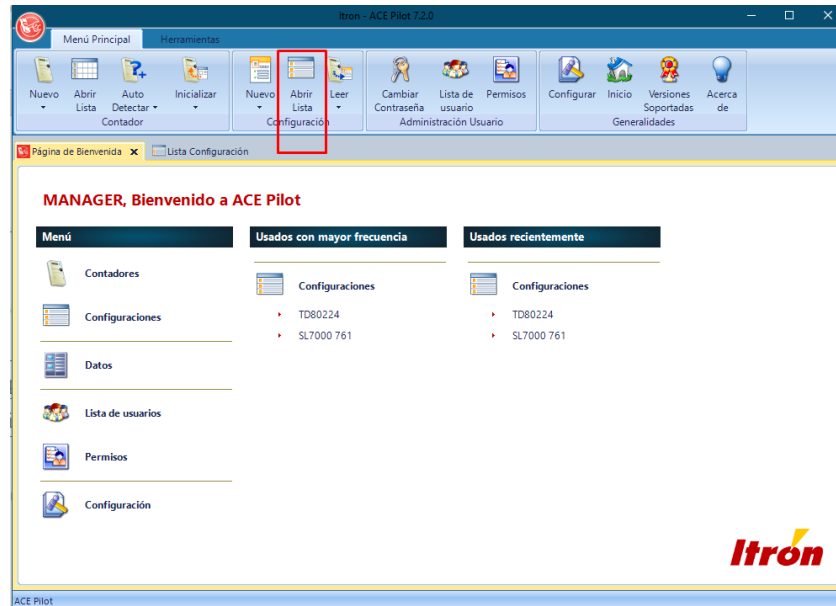 Itron - ACE Pilot 7.2.0
Menú Principal Herramientas
Nuevo Abrir Lista Auto Detectar Inicializar
Contador
Nuevo Abrir Lista Leer
Configuración
Cambiar Contraseña Lista de usuario Permisos
Administración Usuario
Configurar Inicio Versiones Soportadas Acerca de
Generalidades
Página de Bienvenida Lista Configuración
MANAGER, Bienvenido a ACE Pilot
Menú
Contadores
Configuraciones
Datos
Lista de usuarios
Permisos
Configuración
Usados con mayor frecuencia
Configuraciones
TD80224
SL7000 761
Usados recientemente
Configuraciones
TD80224
SL7000 761
Itrón
ACE Pilot